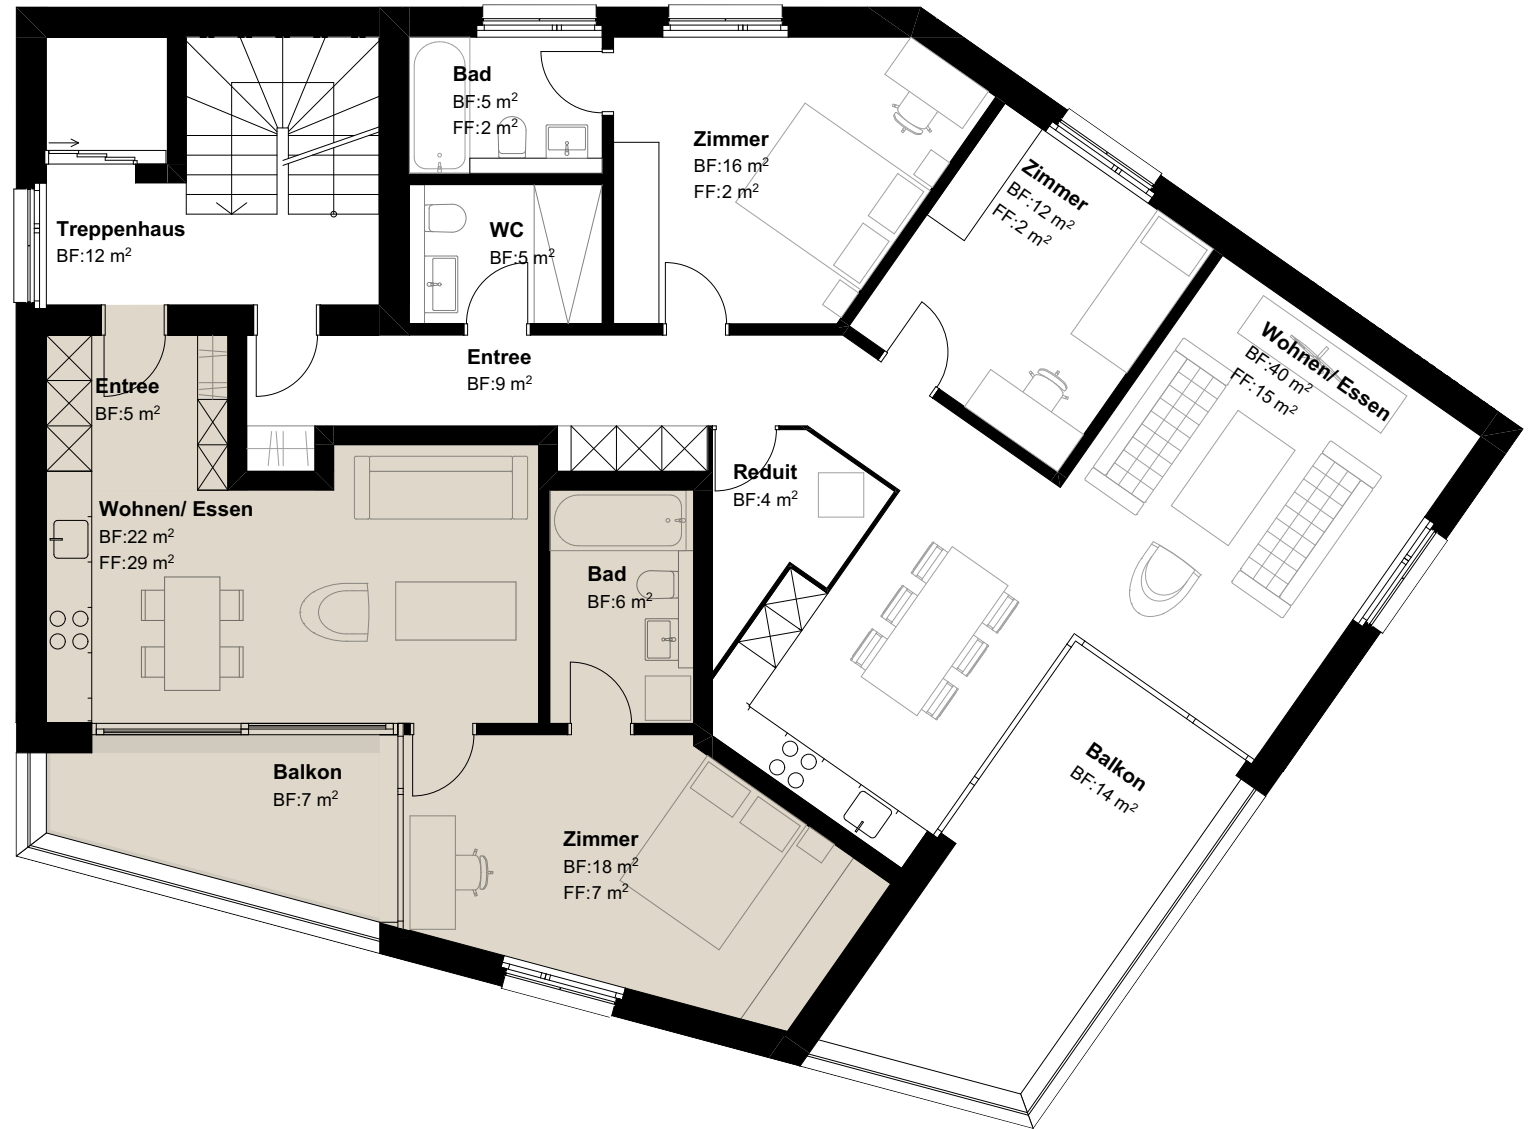 Bad
BF:5 m²
FF:2 m²
Zimmer
BF:16 m²
FF:2 m²
Zimmer
BF:12 m²
FF:2 m²
Treppenhaus
BF:12 m²
WC
BF:5 m²
Entree
BF:9 m²
Wohnen/ Essen
BF:40 m²
FF:15 m²
Entree
BF:5 m²
Reduit
BF:4 m²
Wohnen/ Essen
BF:22 m²
FF:29 m²
Bad
BF:6 m²
Balkon
BF:7 m²
Balkon
BF:14 m²
Zimmer
BF:18 m²
FF:7 m²